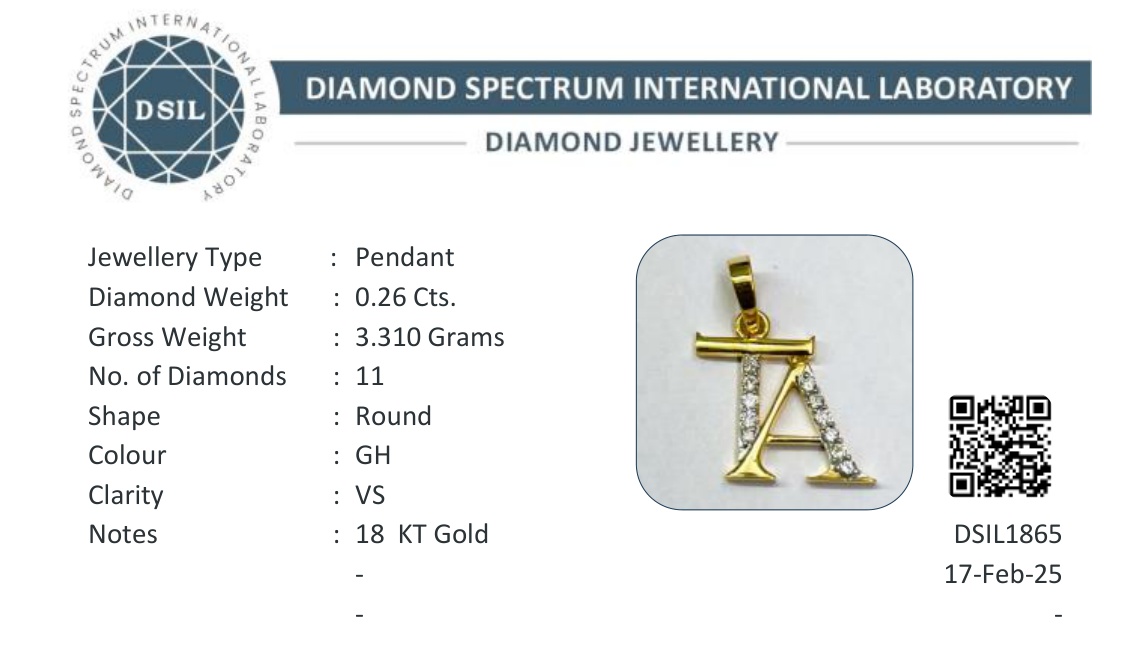 DIAMOND SPECTRUM INTERNATIONAL LABORATORY
DSIL
DIAMOND SPECTRUM INTERNATIONAL LABORATORY
DIAMOND JEWELLERY
Jewellery Type : Pendant
Diamond Weight : 0.26 Cts.
Gross Weight : 3.310 Grams
No. of Diamonds : 11
Shape : Round
Colour : GH
Clarity : VS
Notes : 18 KT Gold
-
-
TA
DSIL1865
17-Feb-25
-